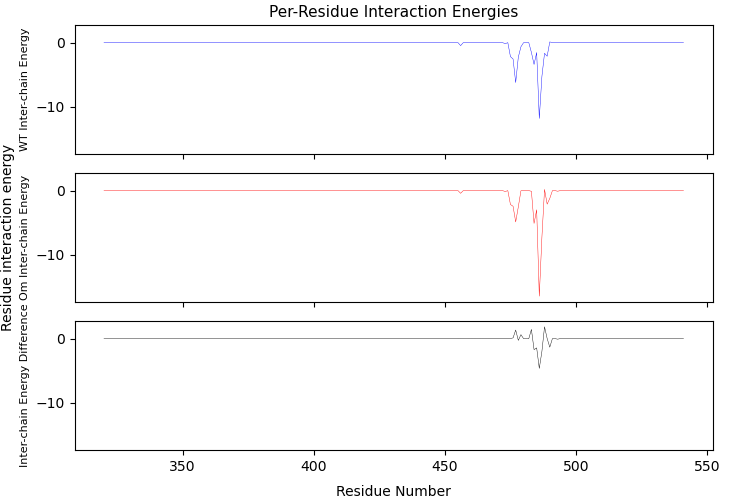 Per-Residue Interaction Energies
Residue interaction energy
WT Inter-chain Energy
0
−10
Om Inter-chain Energy
0
−10
Inter-chain Energy Difference
0
−10
350
400
450
500
550
Residue Number